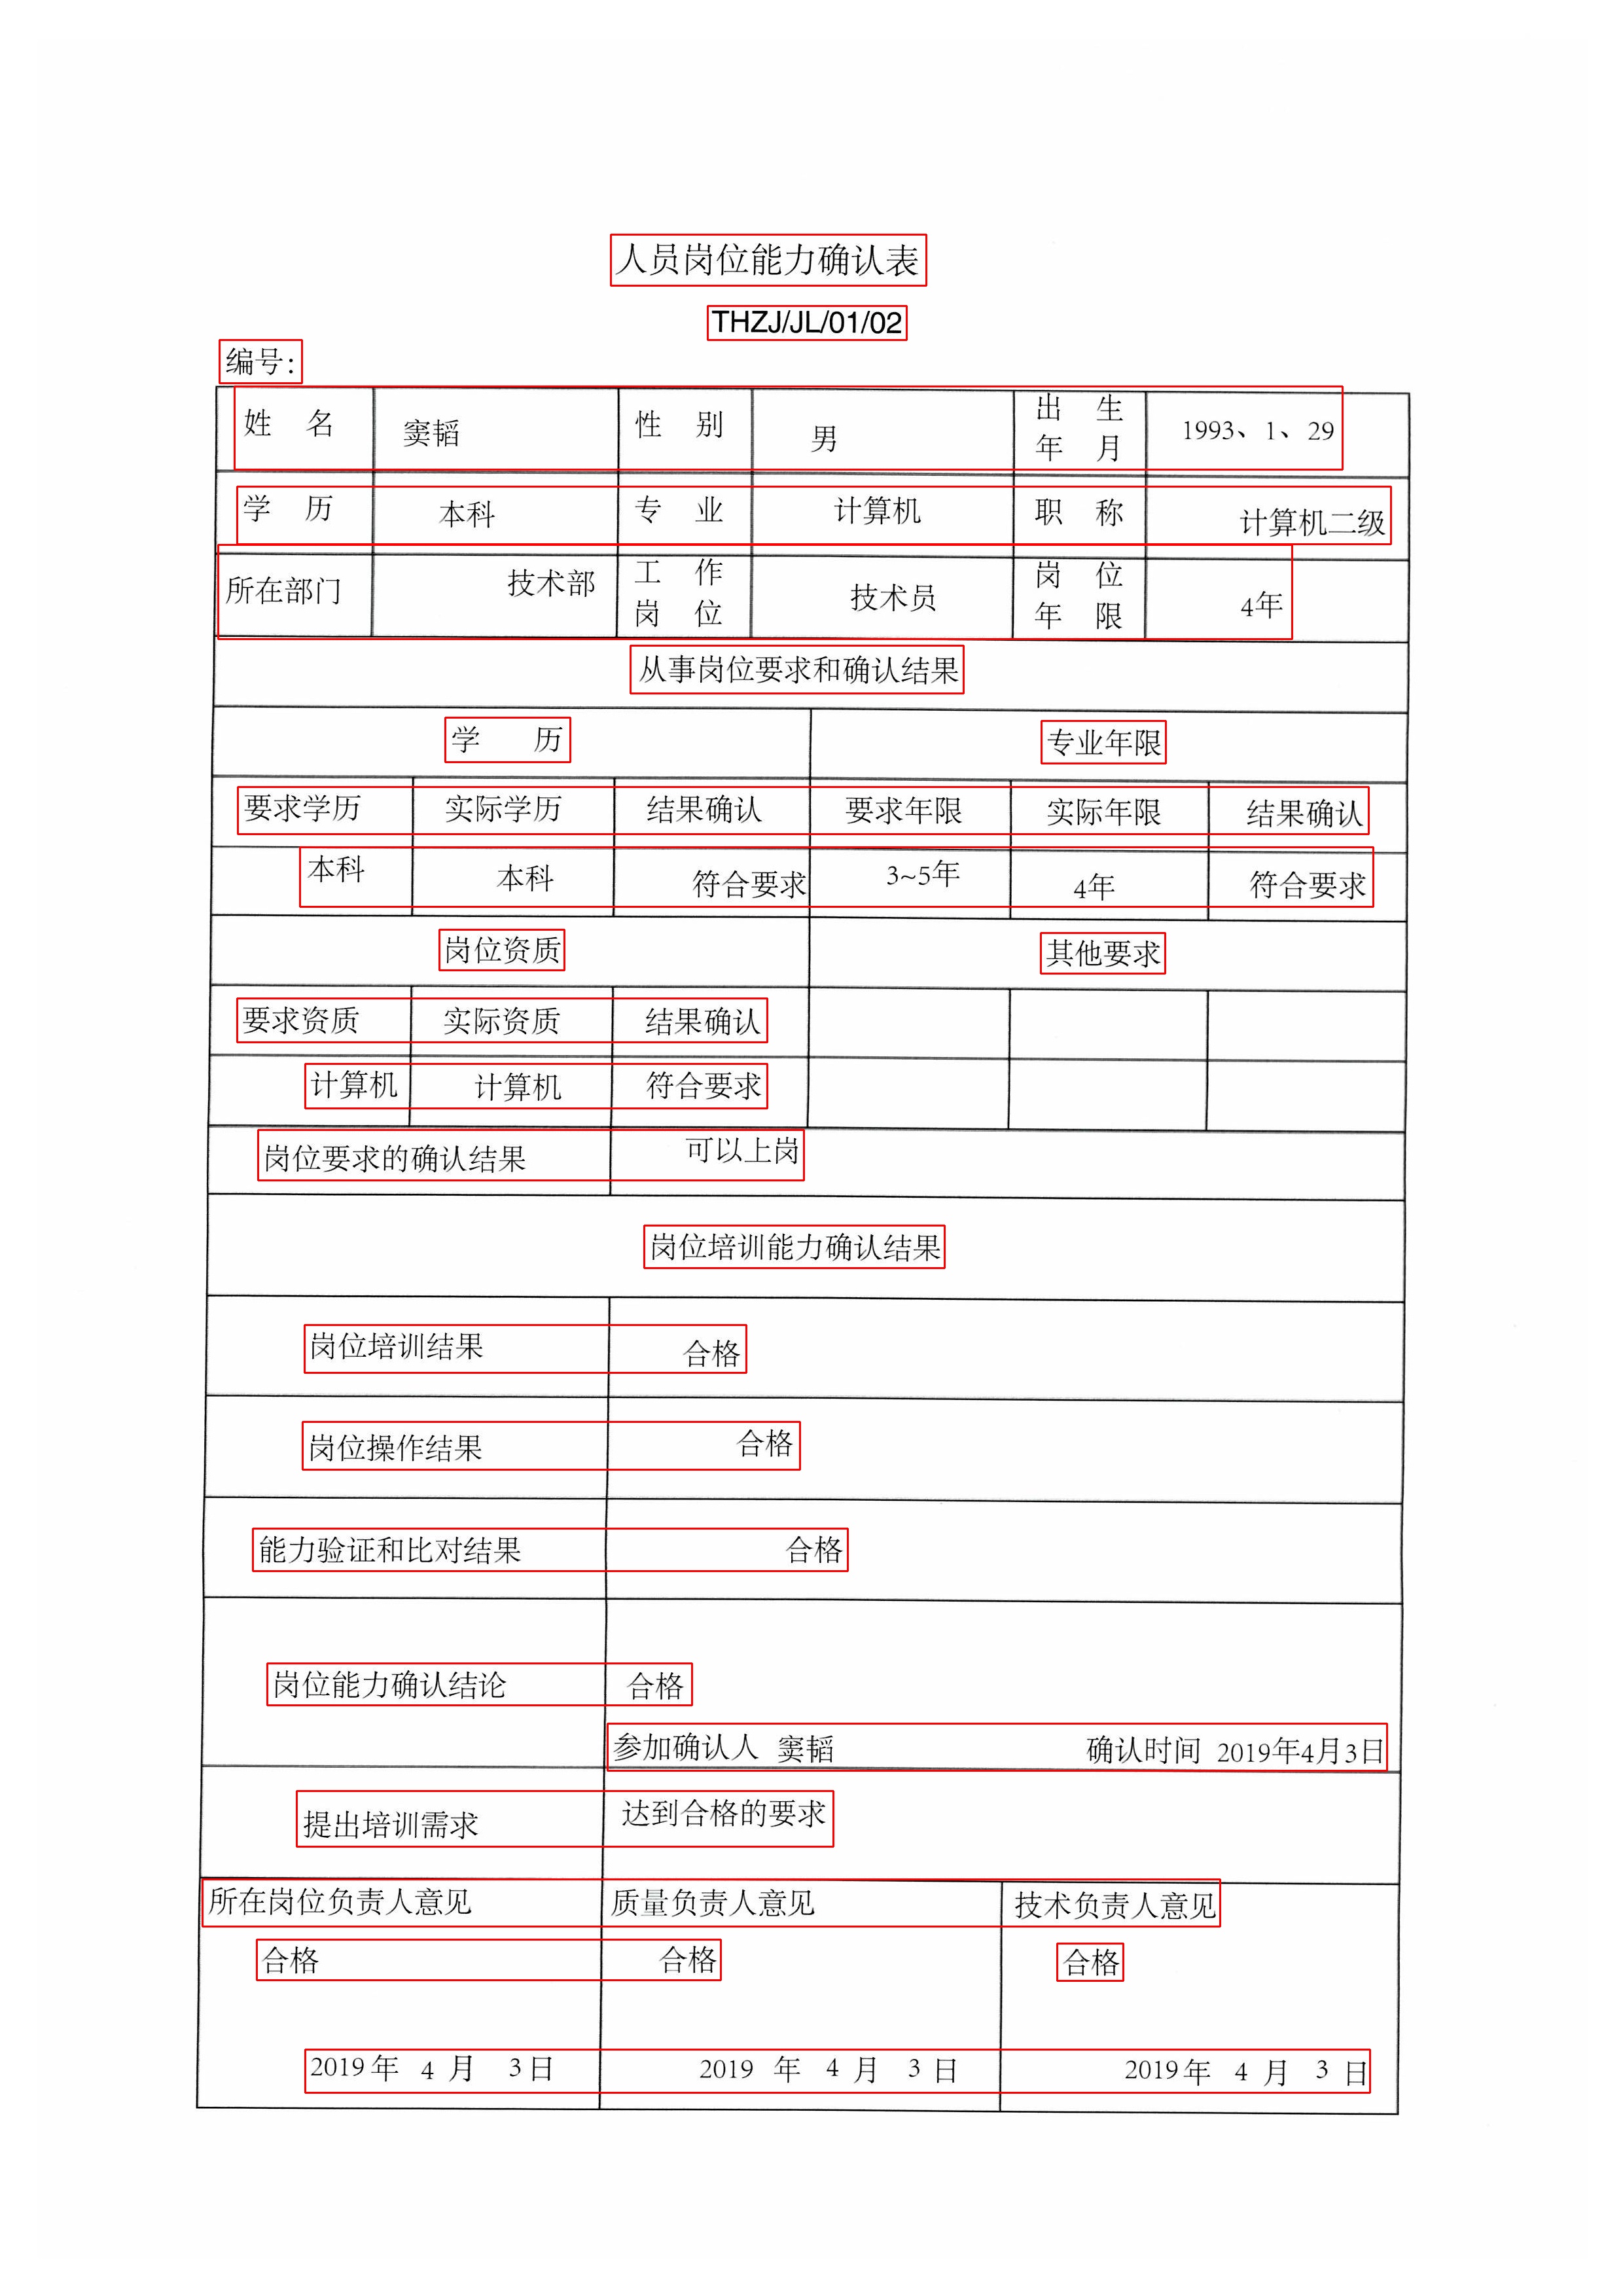 人员岗位能力确认表
THZJ/JL/01/02
编号:
姓 名 窦韬 性 别 男 出 生 年 月 1993、1、29
学 历 本科 专 业 计算机 职 称 计算机二级
所在部门 技术部 工 作 岗 位 技术员 岗 位 年 限 4年
从事岗位要求和确认结果
学 历 专业年限
要求学历 实际学历 结果确认 要求年限 实际年限 结果确认
本科 本科 符合要求 3~5年 4年 符合要求
岗位资质 其他要求
要求资质 实际资质 结果确认
计算机 计算机 符合要求
岗位要求的确认结果 可以上岗
岗位培训能力确认结果
岗位培训结果 合格
岗位操作结果 合格
能力验证和比对结果 合格
岗位能力确认结论 合格
参加确认人 窦韬 确认时间 2019年4月3日
提出培训需求 达到合格的要求
所在岗位负责人意见 质量负责人意见 技术负责人意见
合格 合格 合格
2019年 4 月 3日 2019 年 4 月 3 日 2019年 4 月 3 日